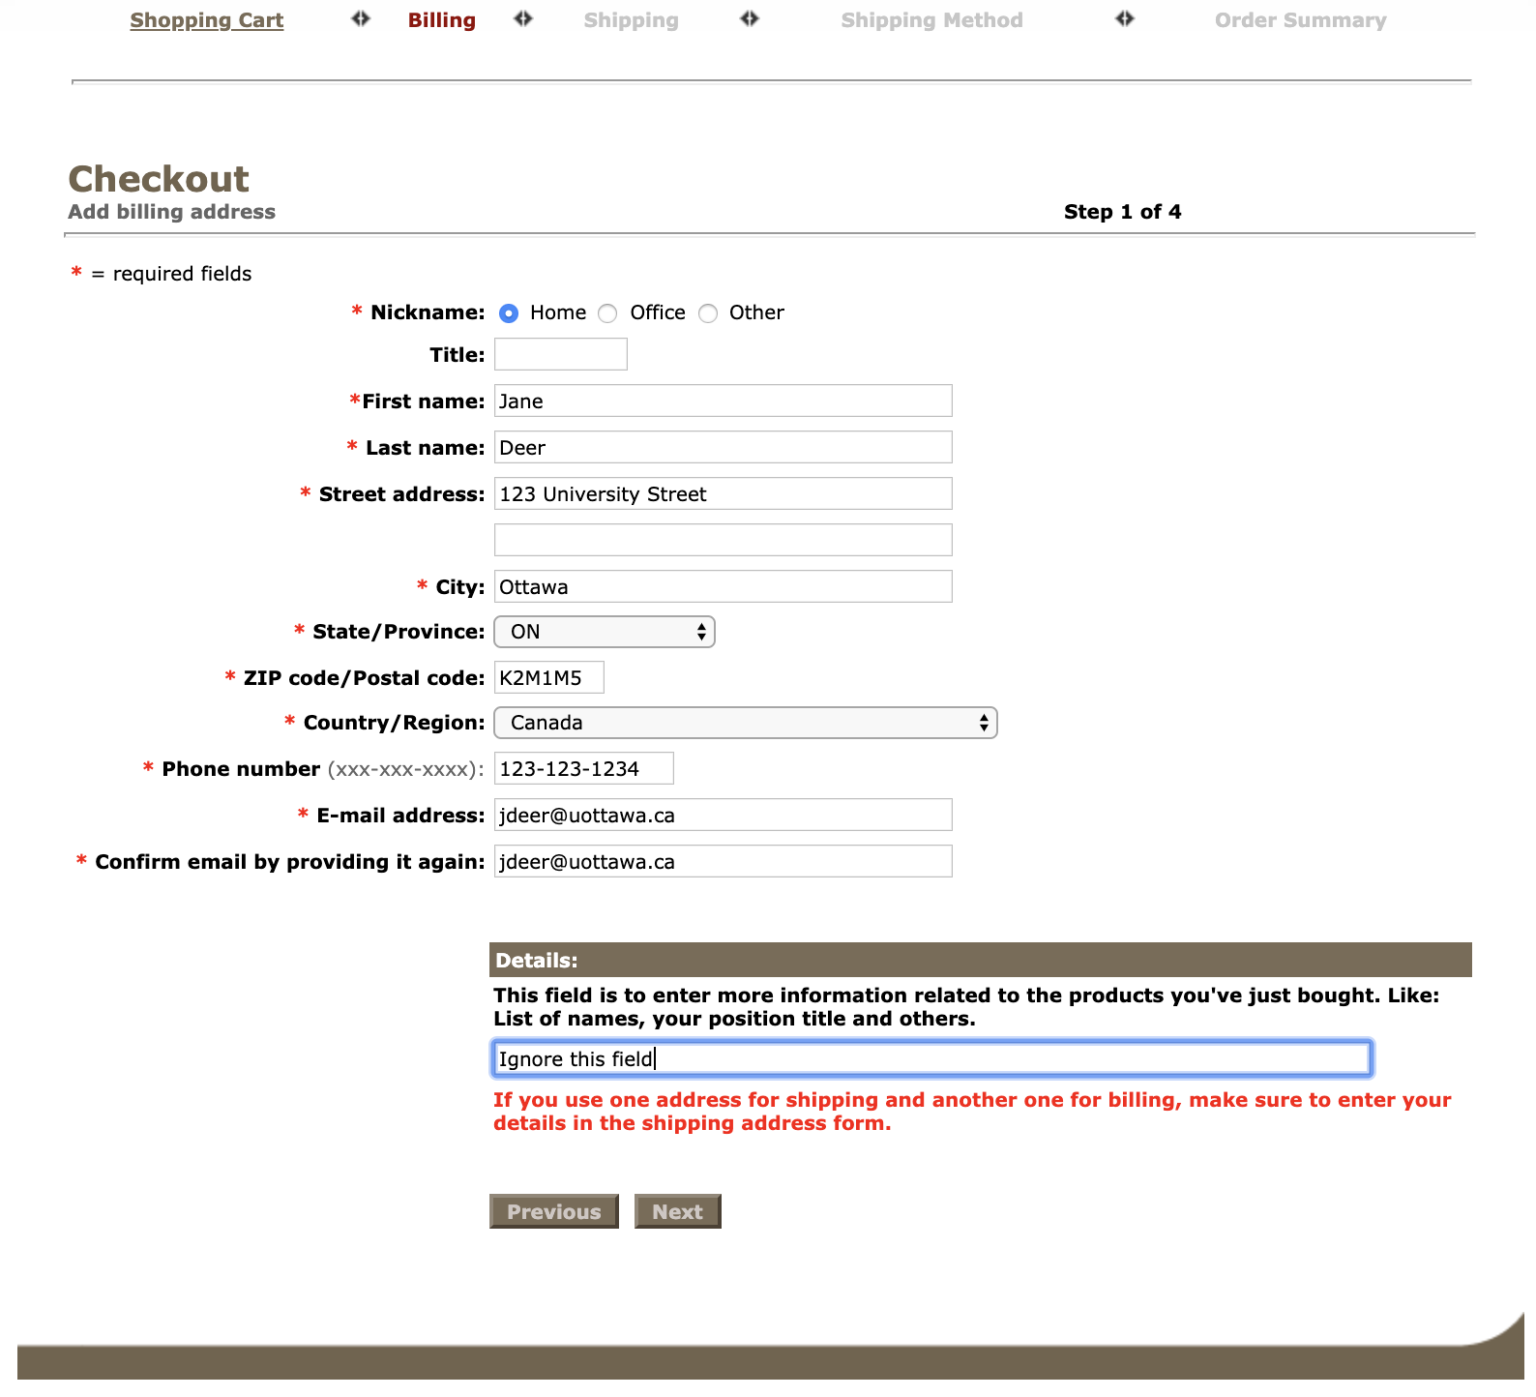 Shopping Cart Billing Shipping Shipping Method Order Summary
Checkout
Add billing address Step 1 of 4
* = required fields
* Nickname: Home Office Other
Title:
*First name: Jane
* Last name: Deer
* Street address: 123 University Street
* City: Ottawa
* State/Province: ON
* ZIP code/Postal code: K2M1M5
* Country/Region: Canada
* Phone number (xxx-xxx-xxxx): 123-123-1234
* E-mail address: jdeer@uottawa.ca
* Confirm email by providing it again: jdeer@uottawa.ca
Details:
This field is to enter more information related to the products you've just bought. Like:
List of names, your position title and others.
Ignore this field
If you use one address for shipping and another one for billing, make sure to enter your
details in the shipping address form.
Previous Next